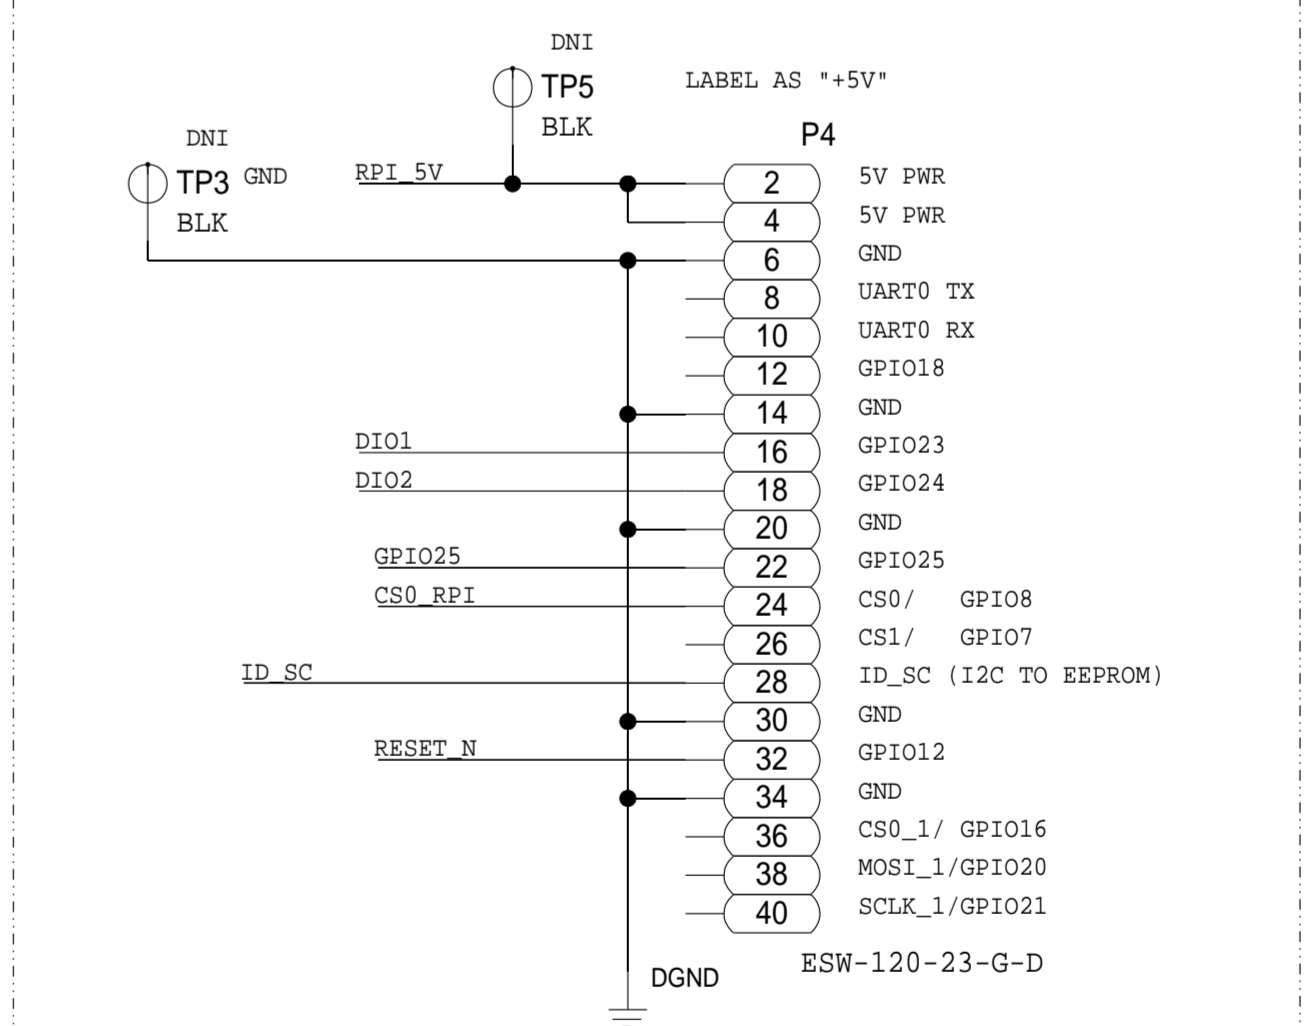 DNI
TP5
BLK
LABEL AS "+5V"
P4
DNI
TP3 GND
BLK
RPI_5V
2 5V PWR
4 5V PWR
6 GND
8 UART0 TX
10 UART0 RX
12 GPIO18
14 GND
DIO1 16 GPIO23
DIO2 18 GPIO24
20 GND
GPIO25 22 GPIO25
CS0_RPI 24 CS0/ GPIO8
26 CS1/ GPIO7
ID_SC 28 ID_SC (I2C TO EEPROM)
30 GND
RESET_N 32 GPIO12
34 GND
36 CS0_1/ GPIO16
38 MOSI_1/GPIO20
40 SCLK_1/GPIO21
ESW-120-23-G-D
DGND